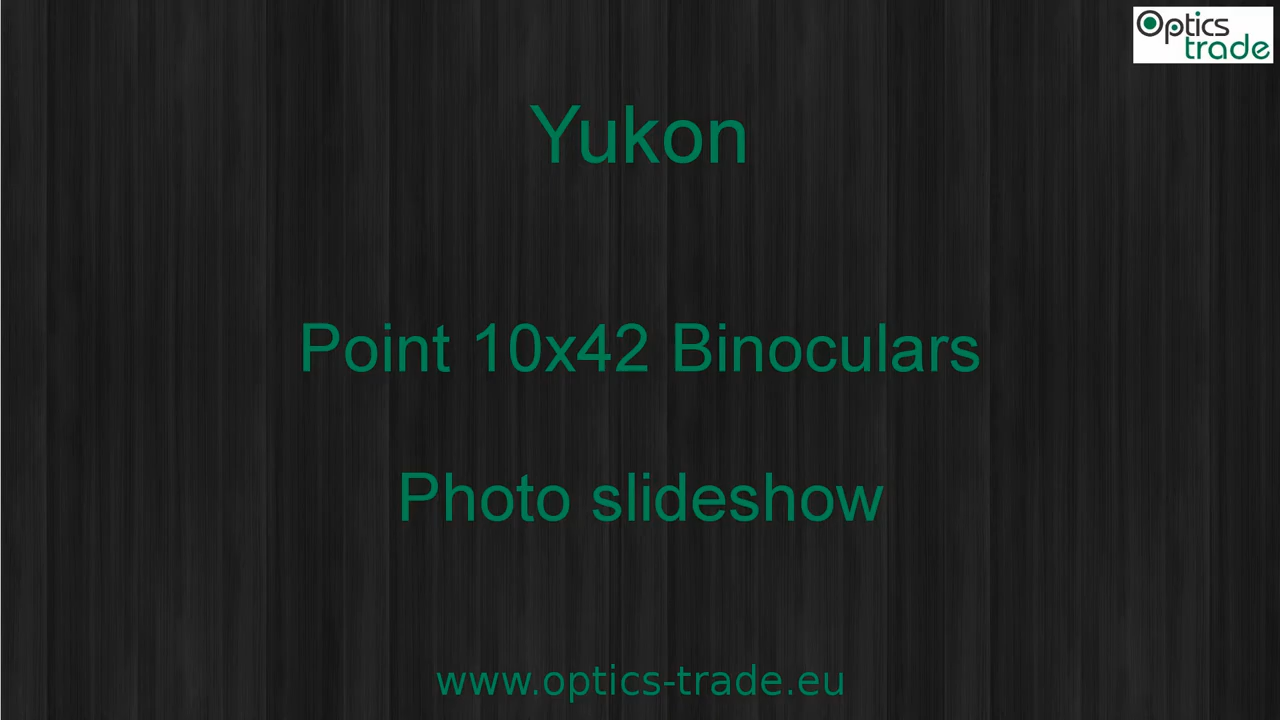 Optics
trade
Yukon
Point 10x42 Binoculars
Photo slideshow
www.optics-trade.eu